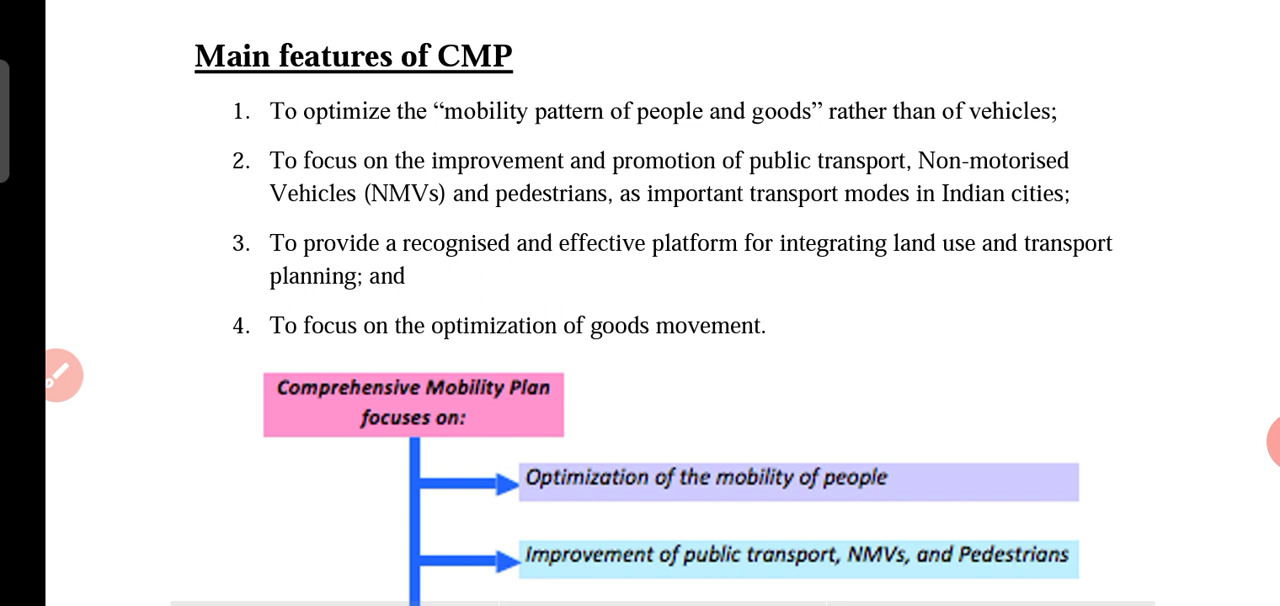 Main features of CMP
1. To optimize the “mobility pattern of people and goods” rather than of vehicles;
2. To focus on the improvement and promotion of public transport, Non-motorised
Vehicles (NMVs) and pedestrians, as important transport modes in Indian cities;
3. To provide a recognised and effective platform for integrating land use and transport
planning; and
4. To focus on the optimization of goods movement.
Comprehensive Mobility Plan
focuses on:
Optimization of the mobility of people
Improvement of public transport, NMVs, and Pedestrians